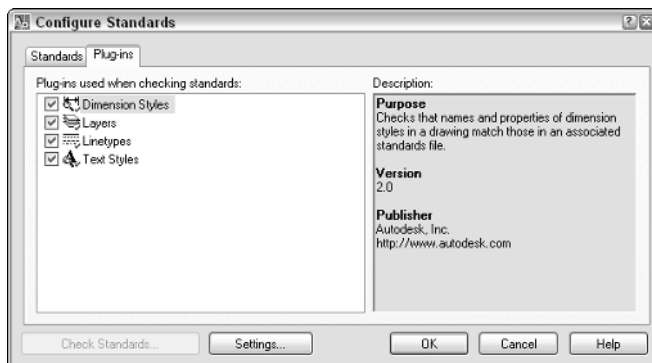 Configure Standards
Standards
Plug-ins
Plug-ins used when checking standards:
Dimension Styles
Layers
Linetypes
Text Styles
Description:
Purpose
Checks that names and properties of dimension
styles in a drawing match those in an associated
standards file.
Version
2.0
Publisher
Autodesk, Inc.
http://www.autodesk.com
Check Standards...
Settings...
OK
Cancel
Help